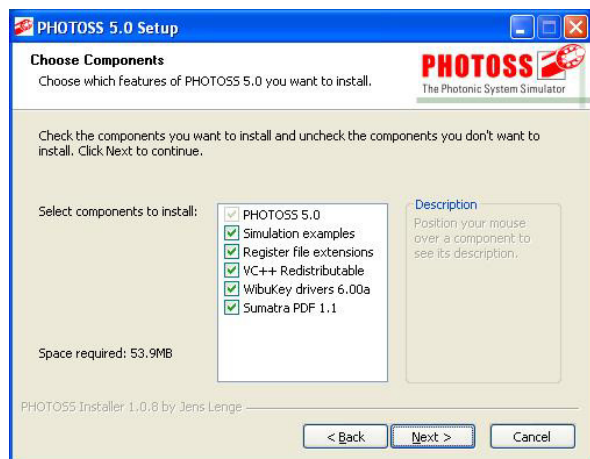 PHOTOSS 5.0 Setup
Choose Components
Choose which features of PHOTOSS 5.0 you want to install.
PHOTOSS
The Photonic System Simulator
Check the components you want to install and uncheck the components you don't want to
install. Click Next to continue.
Select components to install:
PHOTOSS 5.0
Simulation examples
Register file extensions
VC++ Redistributable
WibuKey drivers 6.00a
Sumatra PDF 1.1
Description
Position your mouse
over a component to
see its description.
Space required: 53.9MB
PHOTOSS Installer 1.0.8 by Jens Lenge
< Back
Next >
Cancel